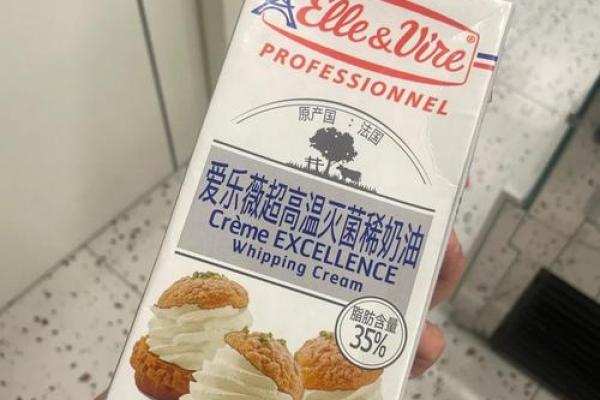 Elle&Vire®
PROFESSIONNEL
原产国：法国
爱乐薇超高温灭菌稀奶油
Crème EXCELLENCE
Whipping Cream
脂肪含量
35%